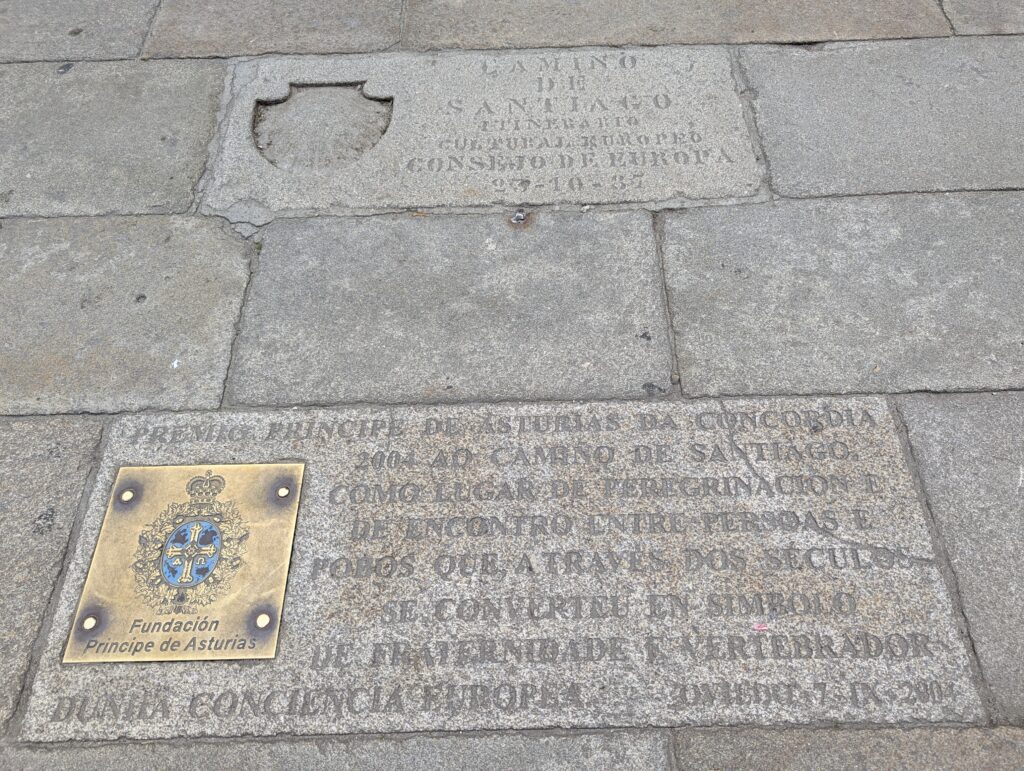 CAMINO
DE
SANTIAGO
ITINERARIO
CULTURAL EUROPEO
CONSEJO DE EUROPA
23-10-87
PREMIO PRÍNCIPE DE ASTURIAS DA CONCORDIA
2004 AO CAMIÑO DE SANTIAGO,
COMO LUGAR DE PEREGRINACIÓN E
DE ENCONTRO ENTRE PERSOAS E
POBOS QUE, A TRAVÉS DOS SÉCULOS
SE CONVERTEU EN SÍMBOLO
DE FRATERNIDADE E VERTEBRADOR
DUNHA CONCIENCIA EUROPEA. OVIEDO, 7-IX-2004
Fundación
Príncipe de Asturias